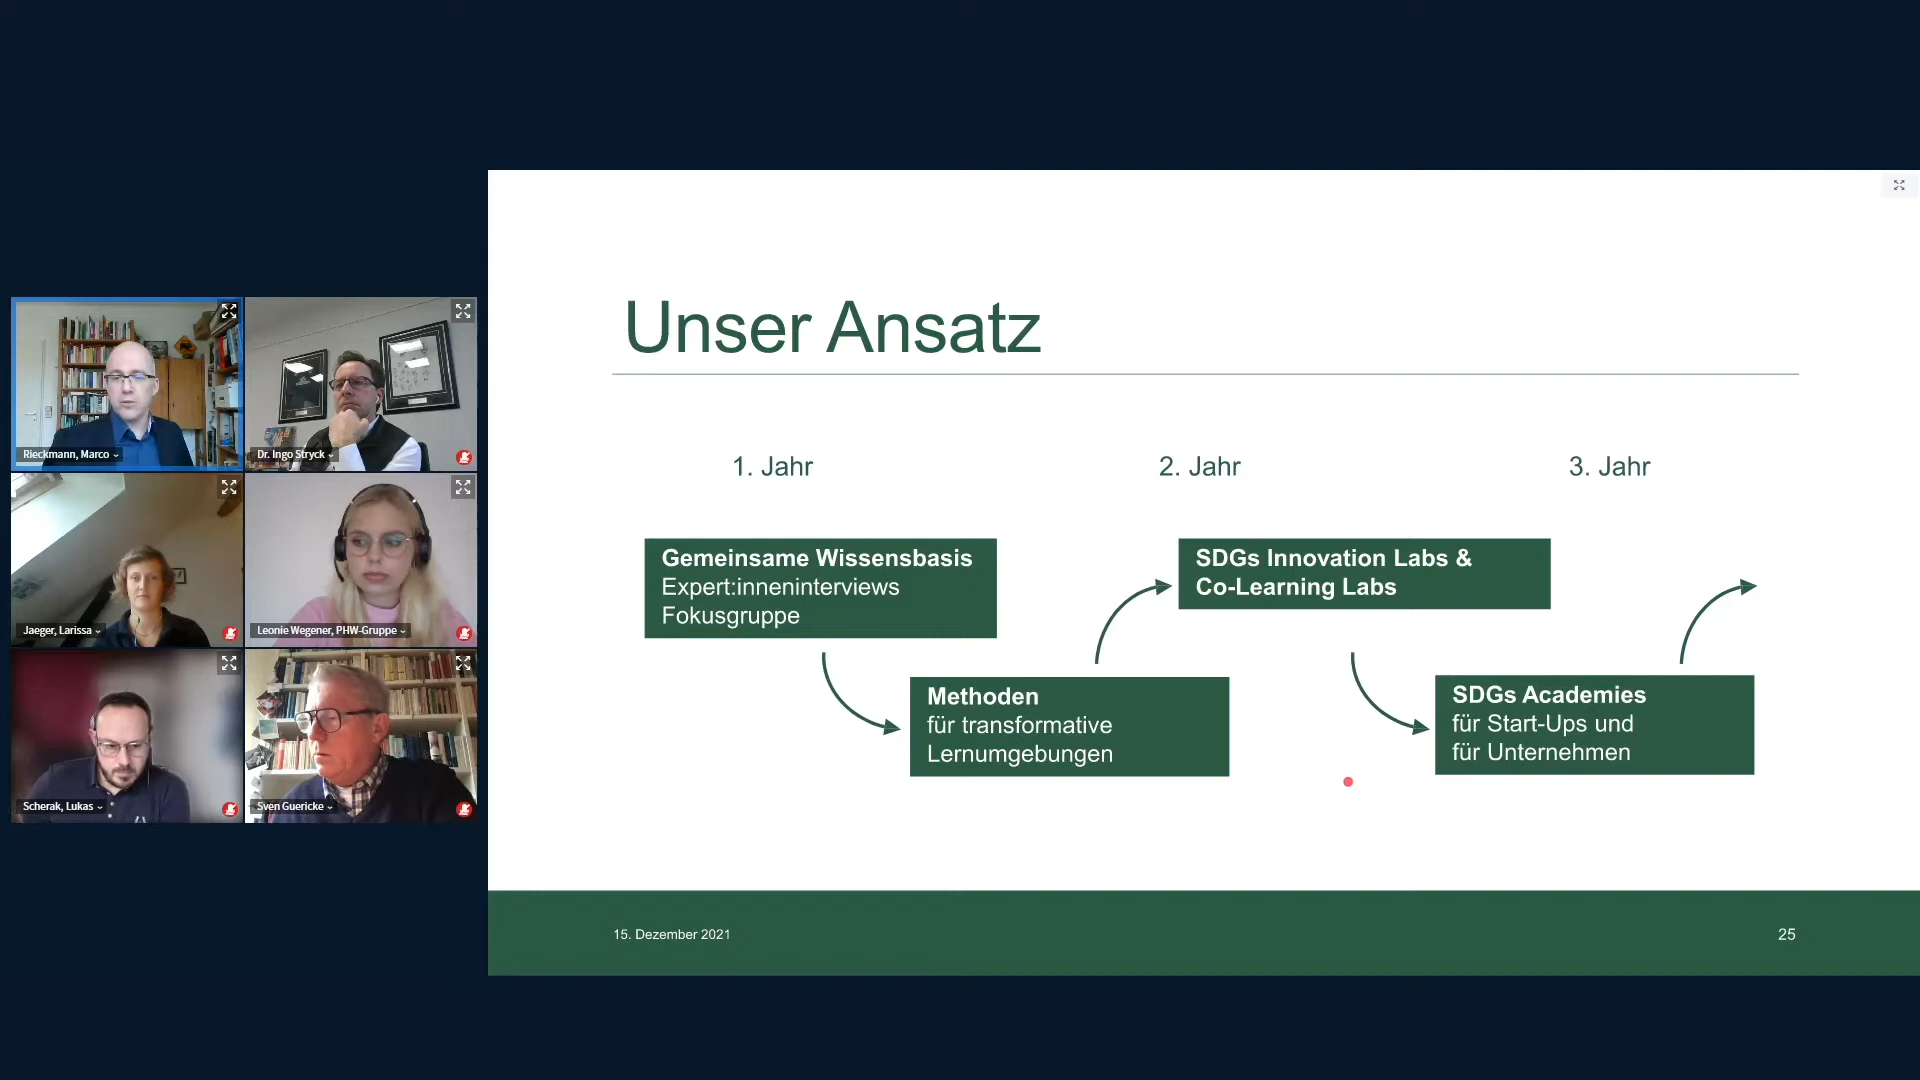 Unser Ansatz
1. Jahr
2. Jahr
3. Jahr
Gemeinsame Wissensbasis
Expert:inneninterviews
Fokusgruppe
Methoden
für transformative
Lernumgebungen
SDGs Innovation Labs &
Co-Learning Labs
SDGs Academies
für Start-Ups und
für Unternehmen
15. Dezember 2021
25
Rieckmann, Marco
Dr. Ingo Stryck
Jaeger, Larissa
Leonie Wegener, PHW-Gruppe
Scherak, Lukas
Sven Guericke